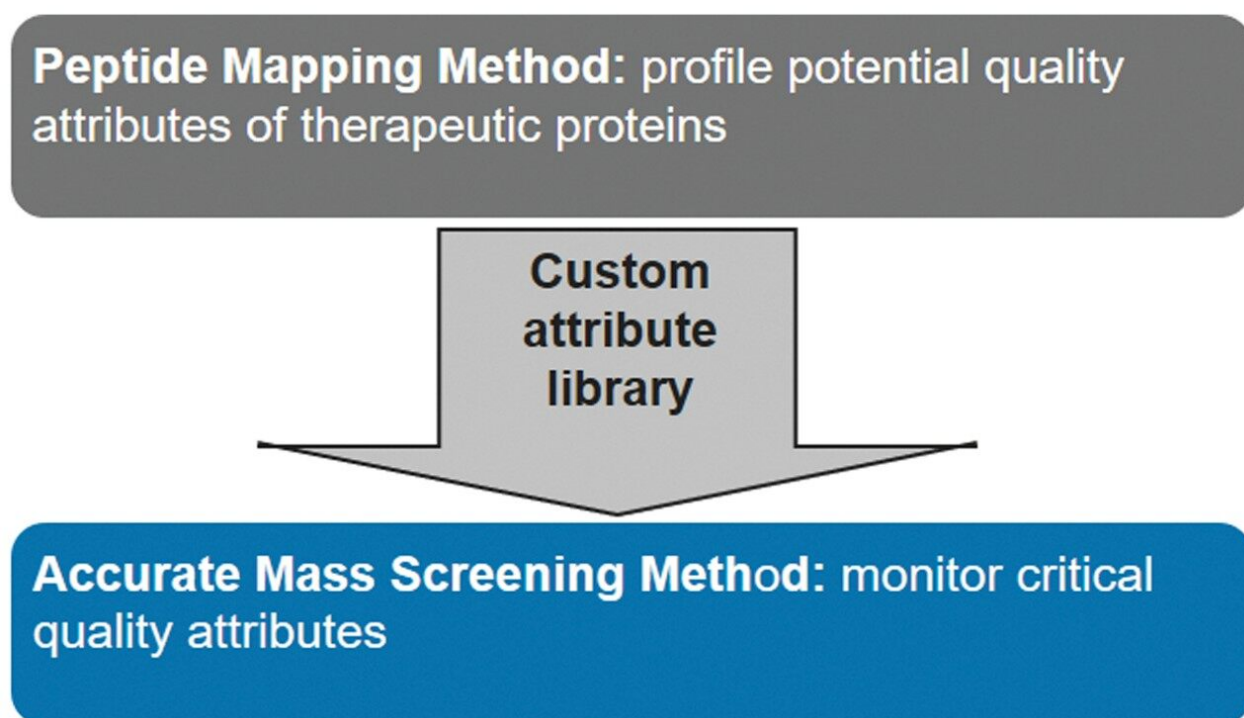 Peptide Mapping Method: profile potential quality
attributes of therapeutic proteins
Custom
attribute
library
Accurate Mass Screening Method: monitor critical
quality attributes